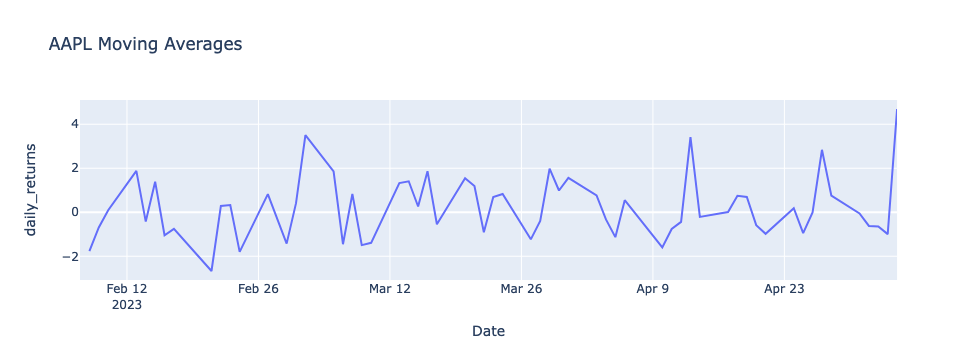 AAPL Moving Averages
daily_returns
4
2
0
−2
Feb 12
2023
Feb 26
Mar 12
Mar 26
Apr 9
Apr 23
Date